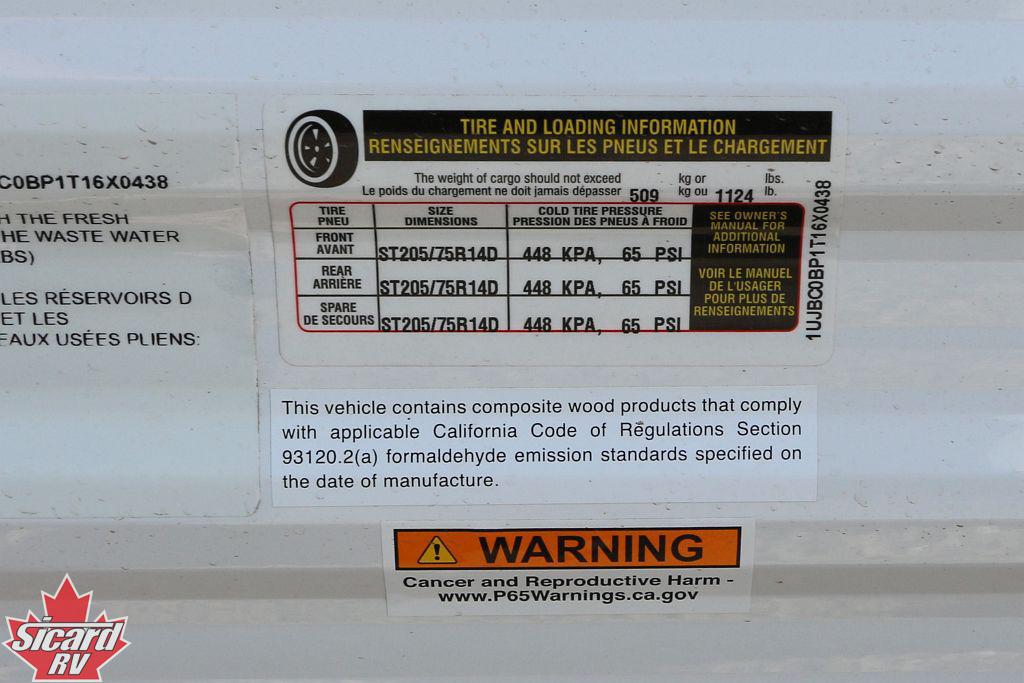 C0BP1T16X0438
H THE FRESH
HE WASTE WATER
BS)
LES RÉSERVOIRS D
ET LES
EAUX USÉES PLIENS:
TIRE AND LOADING INFORMATION
RENSEIGNEMENTS SUR LES PNEUS ET LE CHARGEMENT
The weight of cargo should not exceed kg or lbs.
Le poids du chargement ne doit jamais dépasser 509 kg ou 1124 lb.
TIRE
PNEU
SIZE
DIMENSIONS
COLD TIRE PRESSURE
PRESSION DES PNEUS À FROID
FRONT
AVANT
ST205/75R14D 448 KPA, 65 PSI
REAR
ARRIÈRE
ST205/75R14D 448 KPA, 65 PSI
SPARE
DE SECOURS
ST205/75R14D 448 KPA, 65 PSI
SEE OWNER'S
MANUAL FOR
ADDITIONAL
INFORMATION
VOIR LE MANUEL
DE L'USAGER
POUR PLUS DE
RENSEIGNEMENTS
1UJBC0BP1T16X0438
This vehicle contains composite wood products that comply
with applicable California Code of Regulations Section
93120.2(a) formaldehyde emission standards specified on
the date of manufacture.
WARNING
Cancer and Reproductive Harm -
www.P65Warnings.ca.gov
Sicard
RV